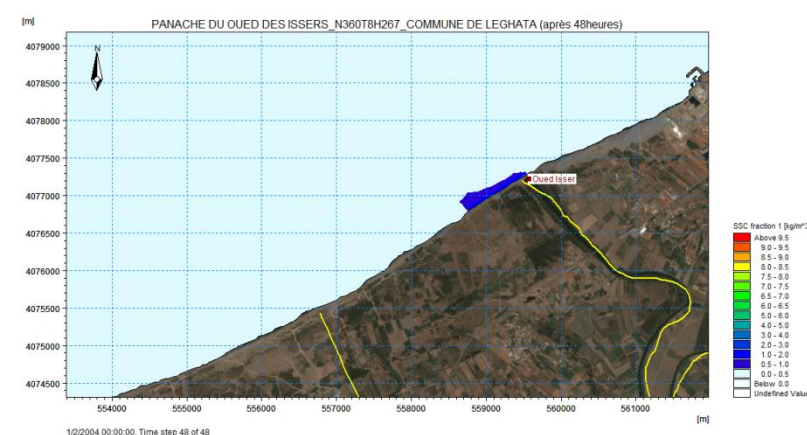 PANACHE DU OUED DES ISSERS_N360T8H267_COMMUNE DE LEGHATA (après 48heures)
[m]
N
4079000
4078500
4078000
4077500
4077000
4076500
4076000
4075500
4075000
4074500
Oued Isser
554000 555000 556000 557000 558000 559000 560000 561000
[m]
1/2/2004 00:00:00, Time step 48 of 48
SSC fraction 1 [kg/m^3
Above 9.5
9.0 - 9.5
8.5 - 9.0
8.0 - 8.5
7.5 - 8.0
7.0 - 7.5
6.5 - 7.0
6.0 - 6.5
5.0 - 6.0
4.0 - 5.0
3.0 - 4.0
2.0 - 3.0
1.0 - 2.0
0.5 - 1.0
0.0 - 0.5
Below 0.0
Undefined Value